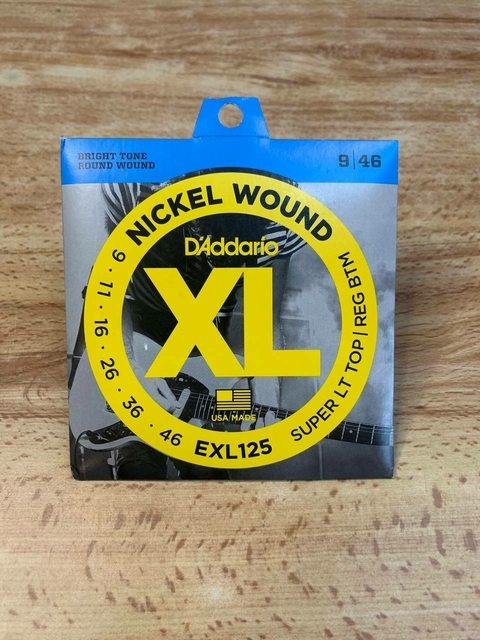 BRIGHT TONE
ROUND WOUND
9|46
NICKEL WOUND
D'Addario
XL
USA MADE
9 · 11 · 16 · 26 · 36 · 46
EXL125
SUPER LT TOP | REG BTM